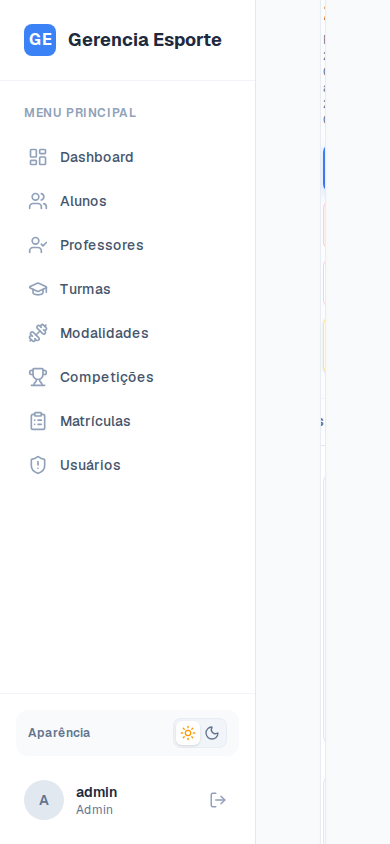 GE Gerencia Esporte
MENU PRINCIPAL
Dashboard
Alunos
Professores
Turmas
Modalidades
Competições
Matrículas
Usuários
Aparência
A admin
Admin